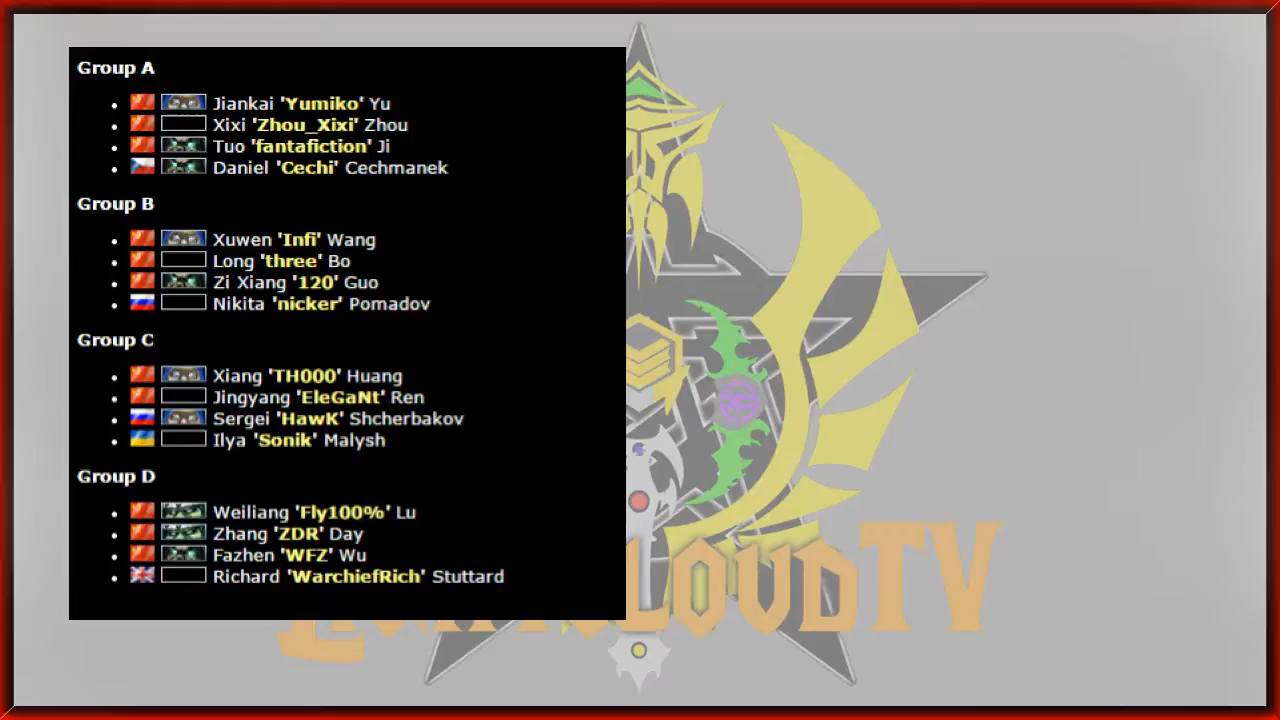 Group A
Jiankai 'Yumiko' Yu
Xixi 'Zhou_Xixi' Zhou
Tuo 'fantafiction' Ji
Daniel 'Cechi' Cechmanek
Group B
Xuwen 'Infi' Wang
Long 'three' Bo
Zi Xiang '120' Guo
Nikita 'nicker' Pomadov
Group C
Xiang 'TH000' Huang
Jingyang 'EleGaNt' Ren
Sergei 'HawK' Shcherbakov
Ilya 'Sonik' Malysh
Group D
Weiliang 'Fly100%' Lu
Zhang 'ZDR' Day
Fazhen 'WFZ' Wu
Richard 'WarchiefRich' Stuttard